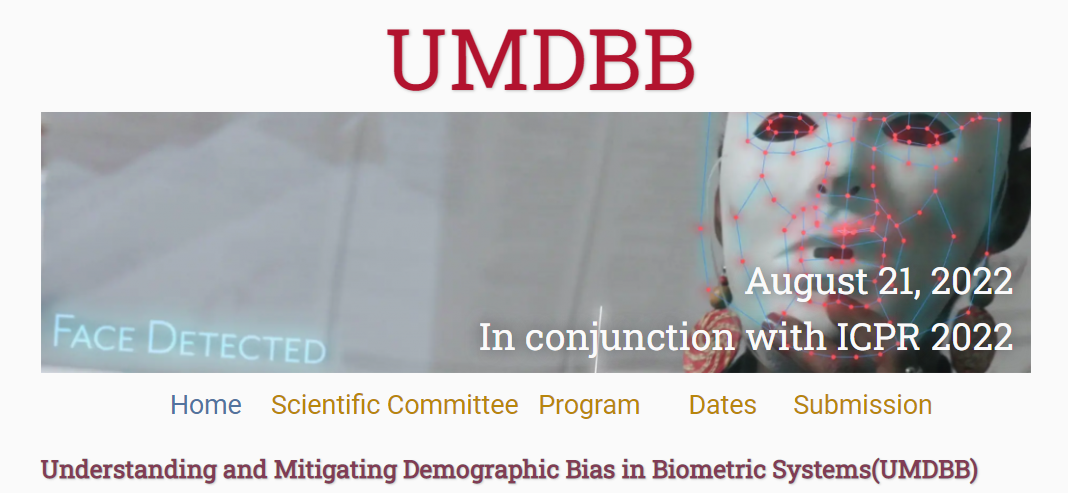 UMDBB
August 21, 2022
In conjunction with ICPR 2022
FACE DETECTED
Home Scientific Committee Program Dates Submission
Understanding and Mitigating Demographic Bias in Biometric Systems(UMDBB)